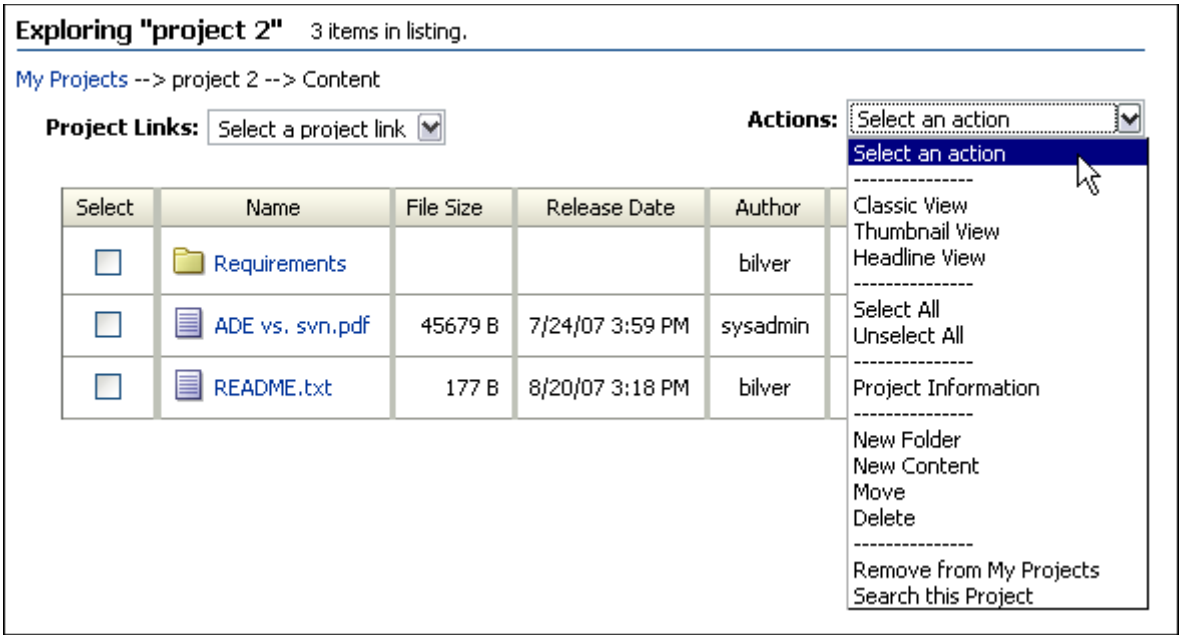 Exploring "project 2" 3 items in listing.
My Projects --> project 2 --> Content
Project Links: Select a project link
Actions: Select an action
Select an action
---------------
Classic View
Thumbnail View
Headline View
---------------
Select All
Unselect All
---------------
Project Information
---------------
New Folder
New Content
Move
Delete
---------------
Remove from My Projects
Search this Project
Select Name File Size Release Date Author
Requirements bilver
ADE vs. svn.pdf 45679 B 7/24/07 3:59 PM sysadmin
README.txt 177 B 8/20/07 3:18 PM bilver